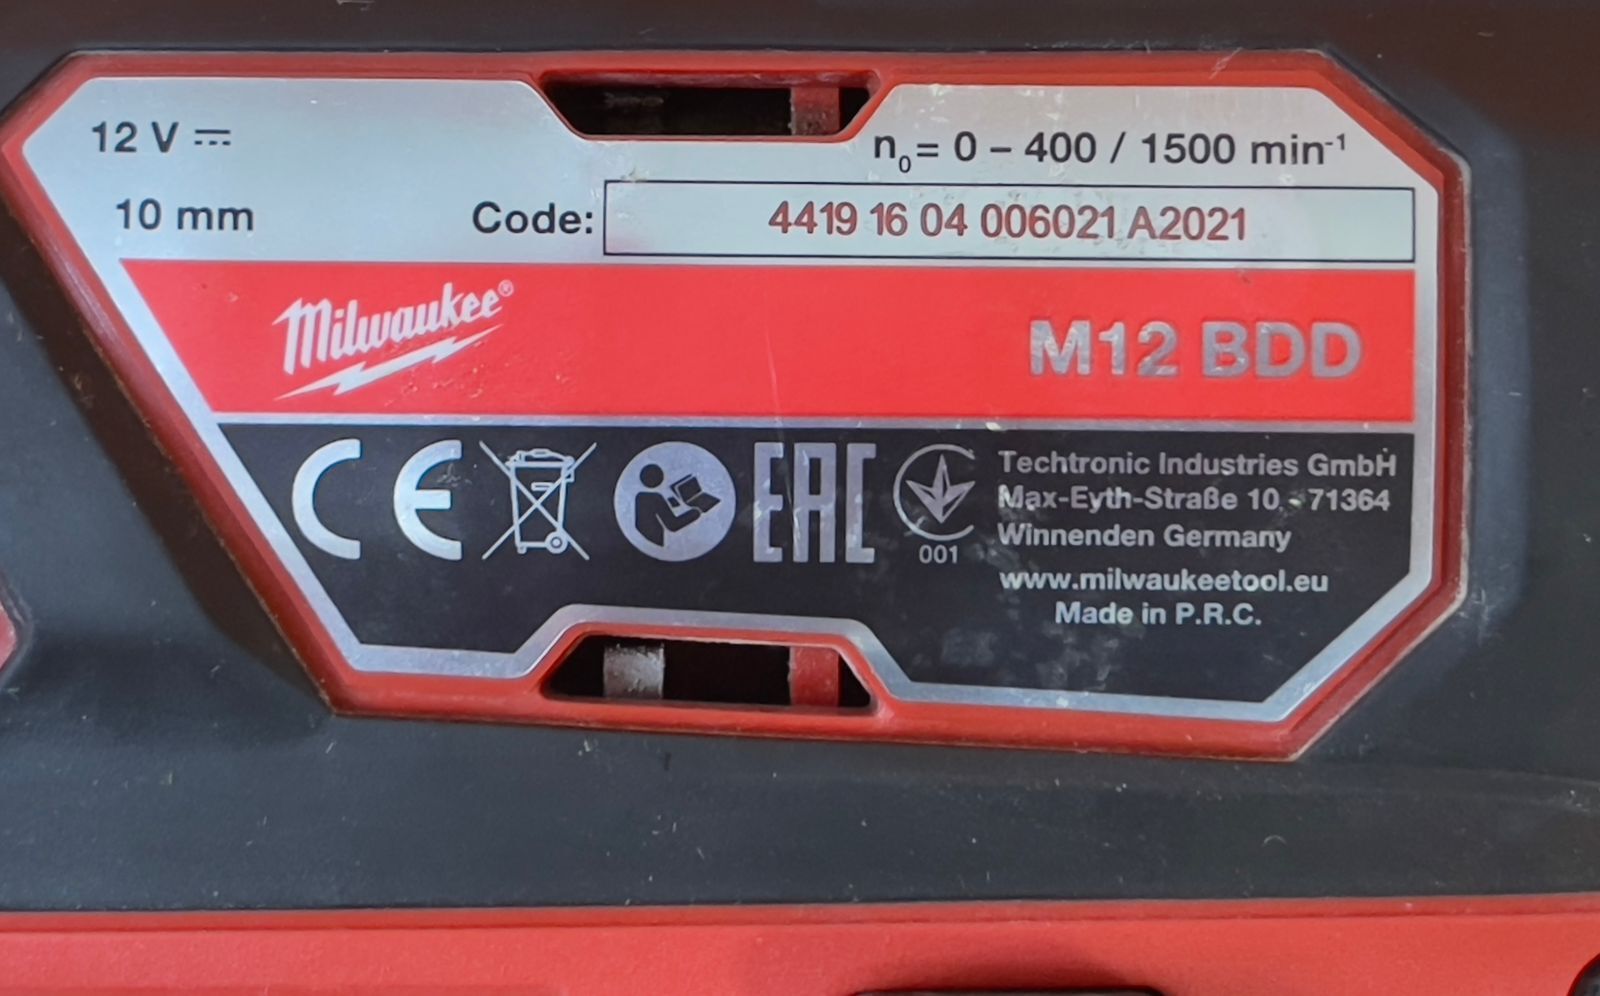 12 V ⎓
n₀= 0 – 400 / 1500 min⁻¹
10 mm
Code: 4419 16 04 006021 A2021
Milwaukee®
M12 BDD
CE
EAC
001
Techtronic Industries GmbH
Max-Eyth-Straße 10 - 71364
Winnenden Germany
www.milwaukeetool.eu
Made in P.R.C.